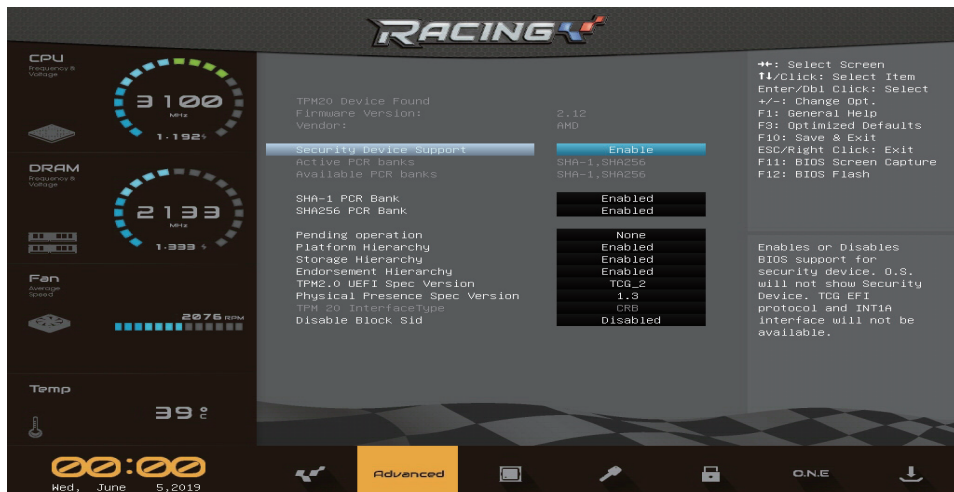 RACING
CPU
Frequency &
Voltage
3100
MHz
1.192 v
DRAM
Frequency &
Voltage
2133
MHz
1.333 v
Fan
Average
Speed
2076 RPM
Temp
39 °C
TPM20 Device Found
Firmware Version: 2.12
Vendor: AMD
Security Device Support Enable
Active PCR banks SHA-1,SHA256
Available PCR banks SHA-1,SHA256
SHA-1 PCR Bank Enabled
SHA256 PCR Bank Enabled
Pending operation None
Platform Hierarchy Enabled
Storage Hierarchy Enabled
Endorsement Hierarchy Enabled
TPM2.0 UEFI Spec Version TCG_2
Physical Presence Spec Version 1.3
TPM 20 InterfaceType CRB
Disable Block Sid Disabled
→←: Select Screen
↑↓/Click: Select Item
Enter/Dbl Click: Select
+/-: Change Opt.
F1: General Help
F3: Optimized Defaults
F10: Save & Exit
ESC/Right Click: Exit
F11: BIOS Screen Capture
F12: BIOS Flash
Enables or Disables
BIOS support for
security device. O.S.
will not show Security
Device. TCG EFI
protocol and INT1A
interface will not be
available.
00:00
Wed, June 5,2019
Advanced
O.N.E